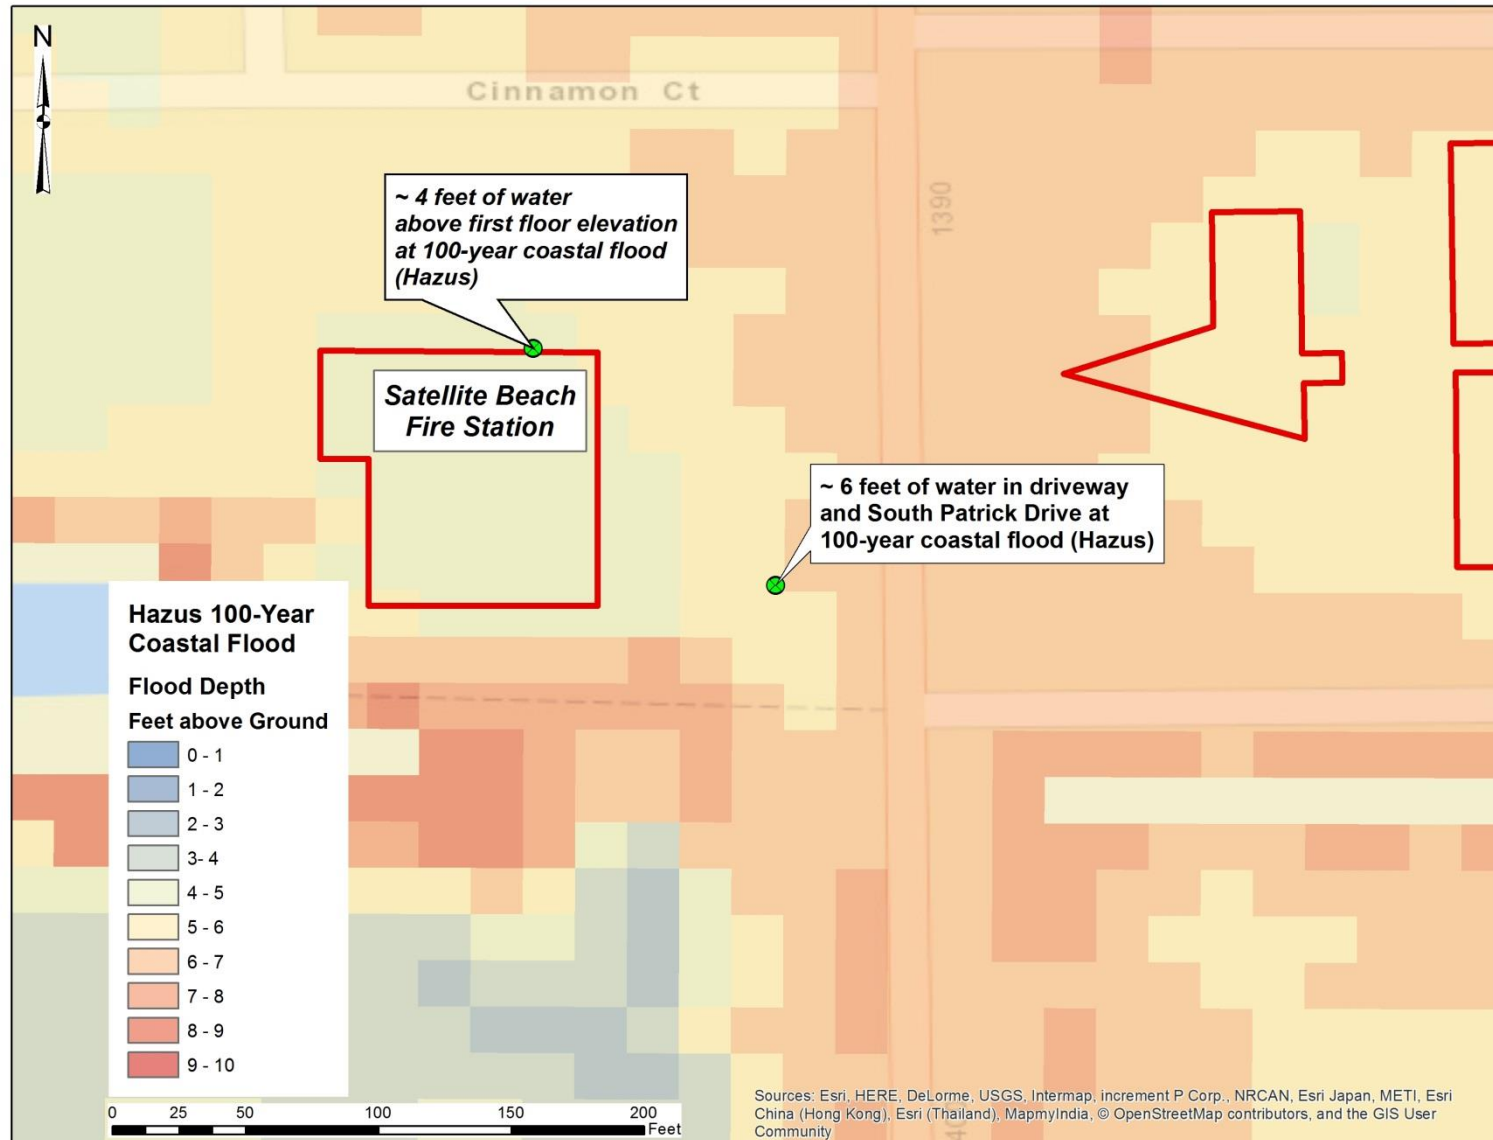 N
Cinnamon Ct
~ 4 feet of water
above first floor elevation
at 100-year coastal flood
(Hazus)
1390
Satellite Beach
Fire Station
~ 6 feet of water in driveway
and South Patrick Drive at
100-year coastal flood (Hazus)
Hazus 100-Year
Coastal Flood
Flood Depth
Feet above Ground
0 - 1
1 - 2
2 - 3
3- 4
4 - 5
5 - 6
6 - 7
7 - 8
8 - 9
9 - 10
0 25 50 100 150 200
Feet
Sources: Esri, HERE, DeLorme, USGS, Intermap, increment P Corp., NRCAN, Esri Japan, METI, Esri
China (Hong Kong), Esri (Thailand), MapmyIndia, © OpenStreetMap contributors, and the GIS User
Community